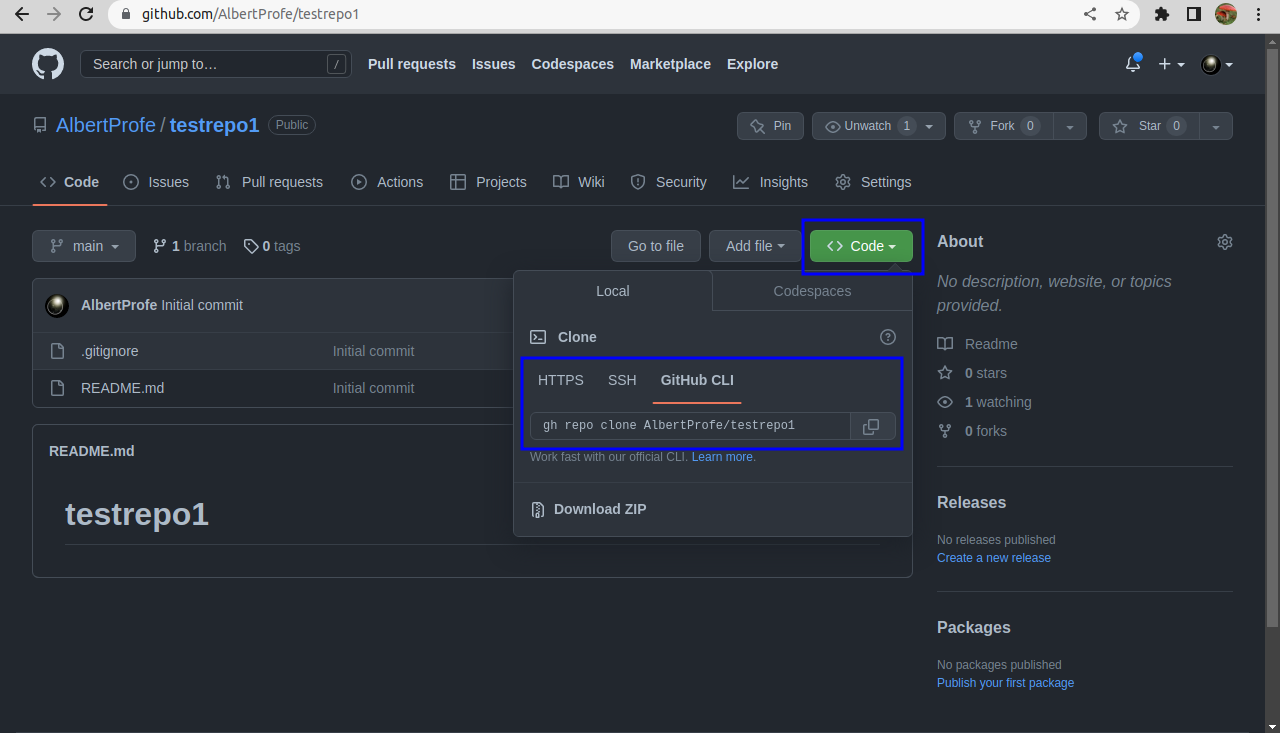 github.com/AlbertProfe/testrepo1
Search or jump to… /
Pull requests Issues Codespaces Marketplace Explore
AlbertProfe / testrepo1 Public
Pin Unwatch 1 Fork 0 Star 0
Code Issues Pull requests Actions Projects Wiki Security Insights Settings
main 1 branch 0 tags Go to file Add file Code
AlbertProfe Initial commit
.gitignore Initial commit
README.md Initial commit
Local Codespaces
Clone
HTTPS SSH GitHub CLI
gh repo clone AlbertProfe/testrepo1
Work fast with our official CLI. Learn more.
Download ZIP
README.md
testrepo1
About
No description, website, or topics
provided.
Readme
0 stars
1 watching
0 forks
Releases
No releases published
Create a new release
Packages
No packages published
Publish your first package